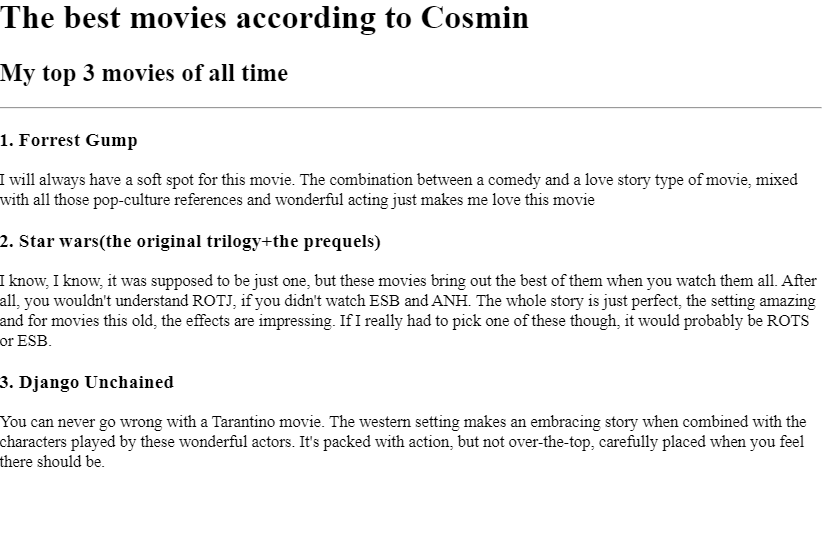 The best movies according to Cosmin
My top 3 movies of all time
1. Forrest Gump
I will always have a soft spot for this movie. The combination between a comedy and a love story type of movie, mixed
with all those pop-culture references and wonderful acting just makes me love this movie
2. Star wars(the original trilogy+the prequels)
I know, I know, it was supposed to be just one, but these movies bring out the best of them when you watch them all. After
all, you wouldn't understand ROTJ, if you didn't watch ESB and ANH. The whole story is just perfect, the setting amazing
and for movies this old, the effects are impressing. If I really had to pick one of these though, it would probably be ROTS
or ESB.
3. Django Unchained
You can never go wrong with a Tarantino movie. The western setting makes an embracing story when combined with the
characters played by these wonderful actors. It's packed with action, but not over-the-top, carefully placed when you feel
there should be.